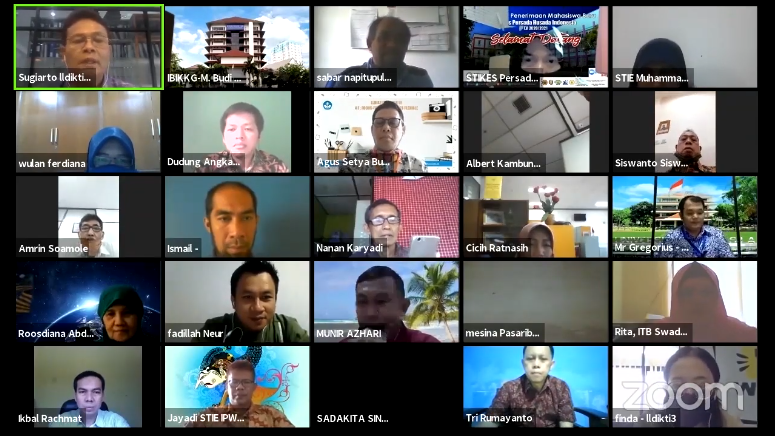 Penerimaan Mahasiswa Baru
Persada Husada Indonesia
Selamat Datang
Sugiarto lldikti...
IBIKKG-M. Budi ...
sabar napitupul...
STIKES Persad...
STIE Muhamma...
wulan ferdiana
Dudung Angka...
Agus Setya Bu...
Albert Kambun...
Siswanto Sisw...
Amrin Soamole
Ismail -
Nanan Karyadi
Cicih Ratnasih
Mr Gregorius - ...
Roosdiana Abd...
fadillah Neur
MUNIR AZHARI
mesina Pasarib...
Rita, ITB Swad...
Ikbal Rachmat
Jayadi STIE IPW...
SADAKITA SIN...
Tri Rumayanto
finda - lldikti3
zoom